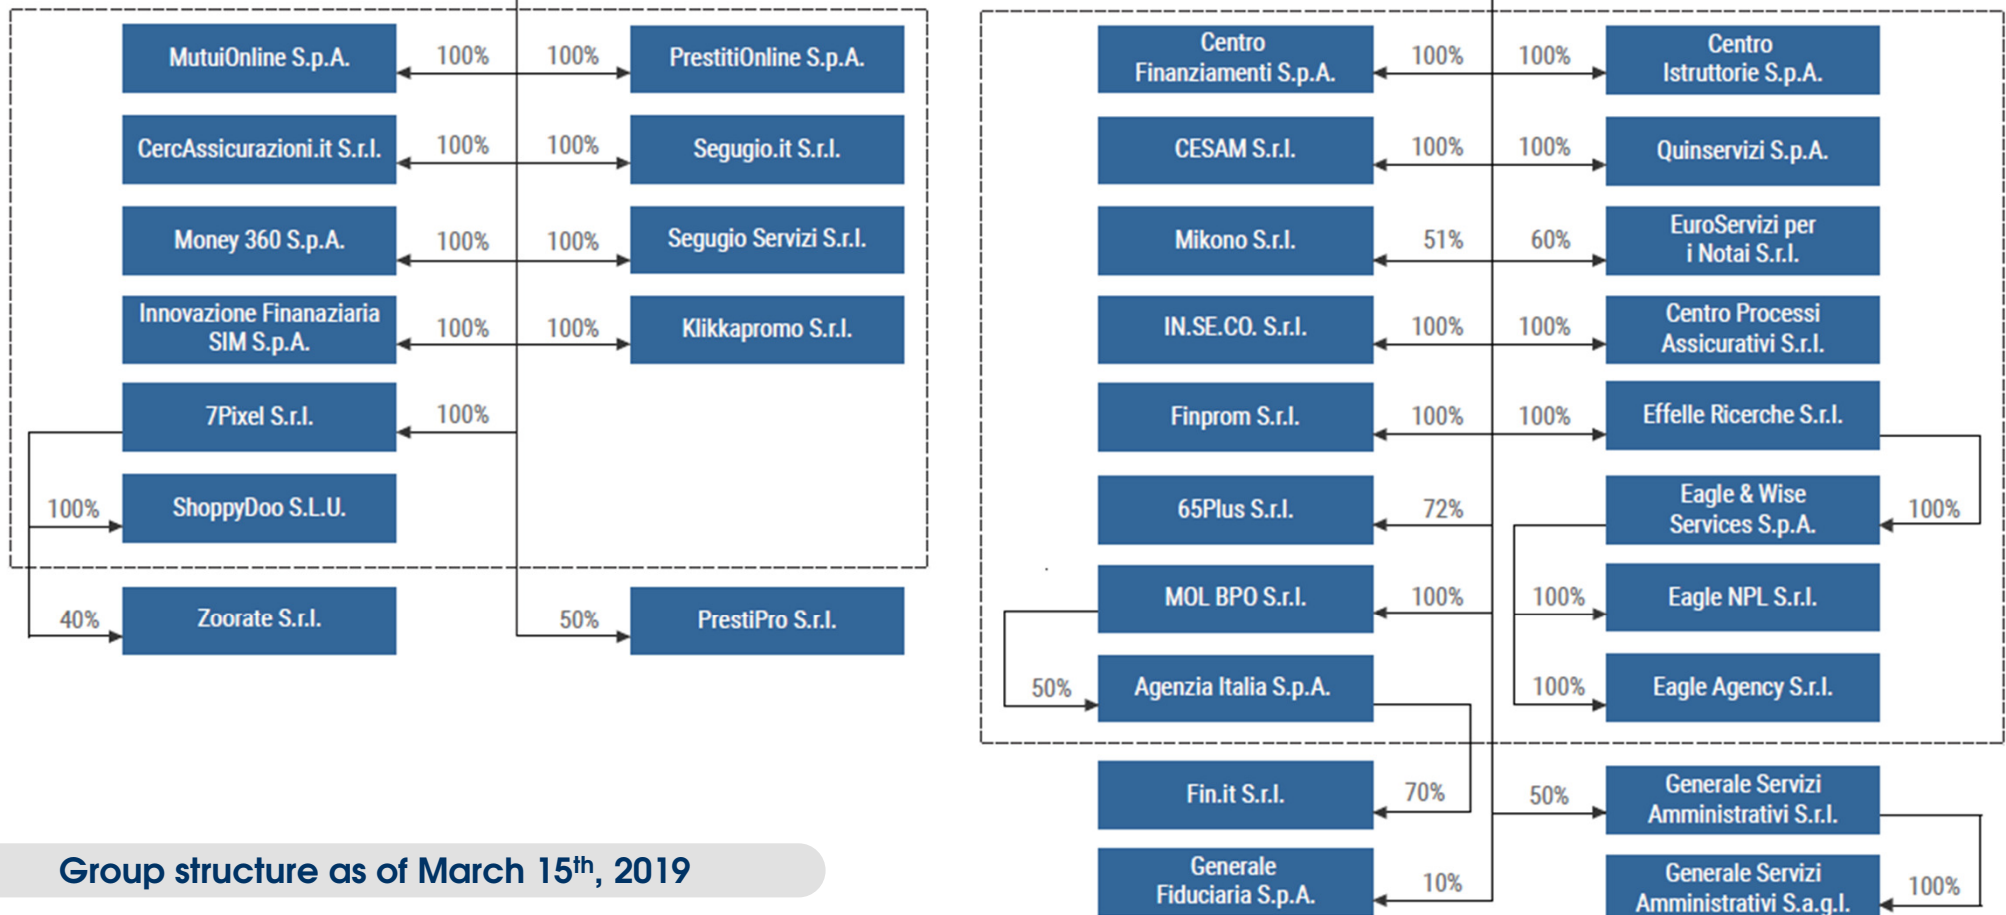 MutuiOnline S.p.A.
100%
100%
PrestitiOnline S.p.A.
CercAssicurazioni.it S.r.l.
100%
100%
Segugio.it S.r.l.
Money 360 S.p.A.
100%
100%
Segugio Servizi S.r.l.
Innovazione Finanaziaria
SIM S.p.A.
100%
100%
Klikkapromo S.r.l.
7Pixel S.r.l.
100%
100%
ShoppyDoo S.L.U.
40%
Zoorate S.r.l.
50%
PrestiPro S.r.l.
Centro
Finanziamenti S.p.A.
100%
100%
Centro
Istruttorie S.p.A.
CESAM S.r.l.
100%
100%
Quinservizi S.p.A.
Mikono S.r.l.
51%
60%
EuroServizi per
i Notai S.r.l.
IN.SE.CO. S.r.l.
100%
100%
Centro Processi
Assicurativi S.r.l.
Finprom S.r.l.
100%
100%
Effelle Ricerche S.r.l.
65Plus S.r.l.
72%
Eagle & Wise
Services S.p.A.
100%
MOL BPO S.r.l.
100%
100%
Eagle NPL S.r.l.
50%
Agenzia Italia S.p.A.
100%
Eagle Agency S.r.l.
Fin.it S.r.l.
70%
50%
Generale Servizi
Amministrativi S.r.l.
Generale
Fiduciaria S.p.A.
10%
Generale Servizi
Amministrativi S.a.g.l.
100%
Group structure as of March 15th, 2019